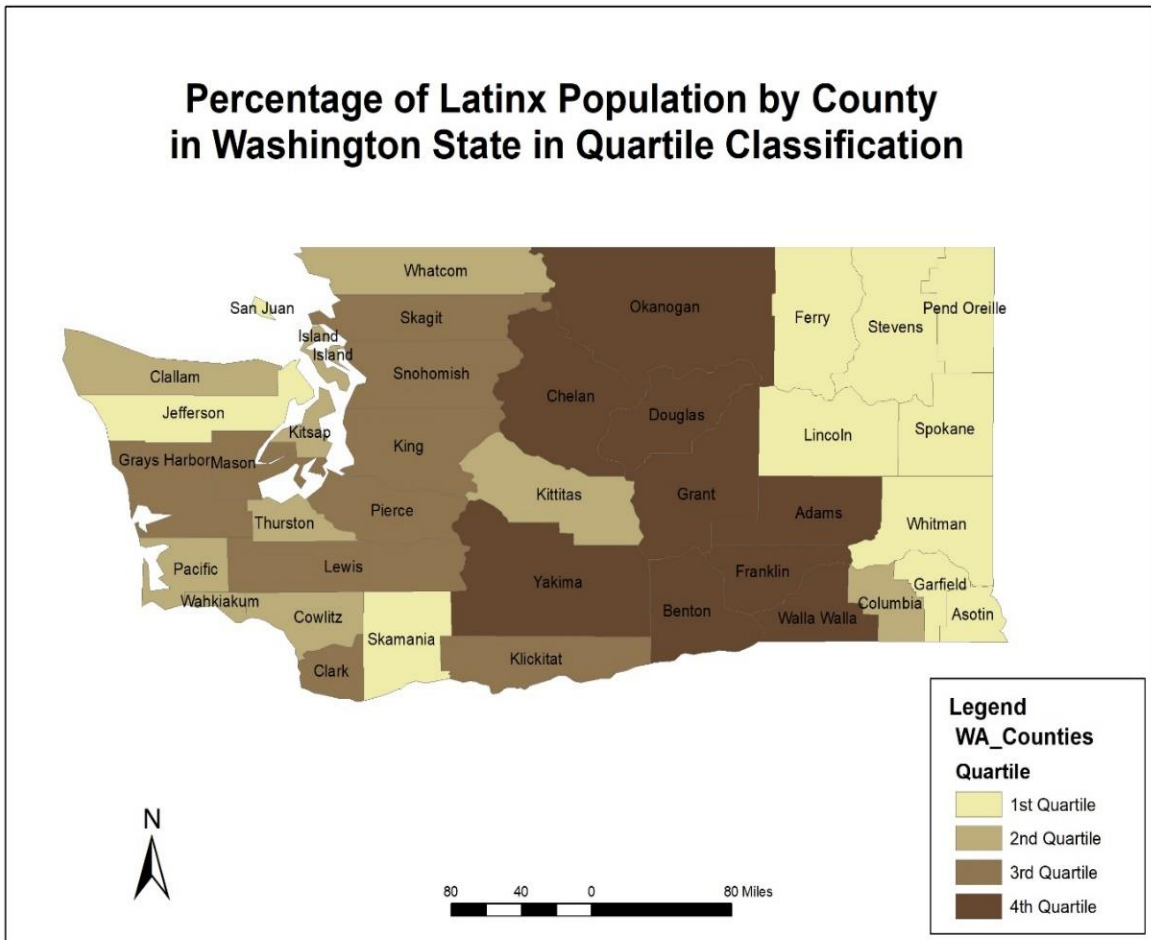 Percentage of Latinx Population by County
in Washington State in Quartile Classification
Whatcom
San Juan
Skagit
Okanogan
Ferry
Stevens
Pend Oreille
Island
Island
Snohomish
Clallam
Chelan
Douglas
Jefferson
Kitsap
King
Lincoln
Spokane
Grays Harbor
Mason
Kittitas
Grant
Pierce
Adams
Thurston
Whitman
Pacific
Lewis
Yakima
Franklin
Garfield
Wahkiakum
Cowlitz
Benton
Walla Walla
Columbia
Asotin
Skamania
Clark
Klickitat
Legend
WA_Counties
Quartile
1st Quartile
2nd Quartile
3rd Quartile
4th Quartile
N
80 40 0 80 Miles